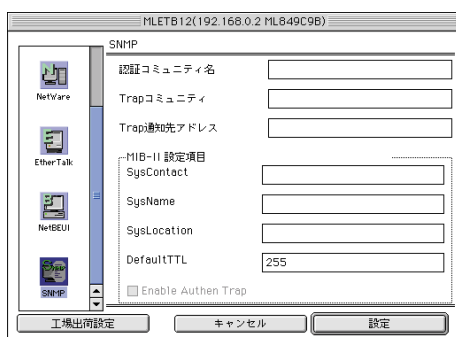 MLETB12(192.168.0.2 ML849C9B)
SNMP
NetWare
EtherTalk
NetBEUI
SNMP
認証コミュニティ名
Trapコミュニティ
Trap通知先アドレス
MIB-II 設定項目
SysContact
SysName
SysLocation
DefaultTTL
255
Enable Authen Trap
工場出荷設定
キャンセル
設定